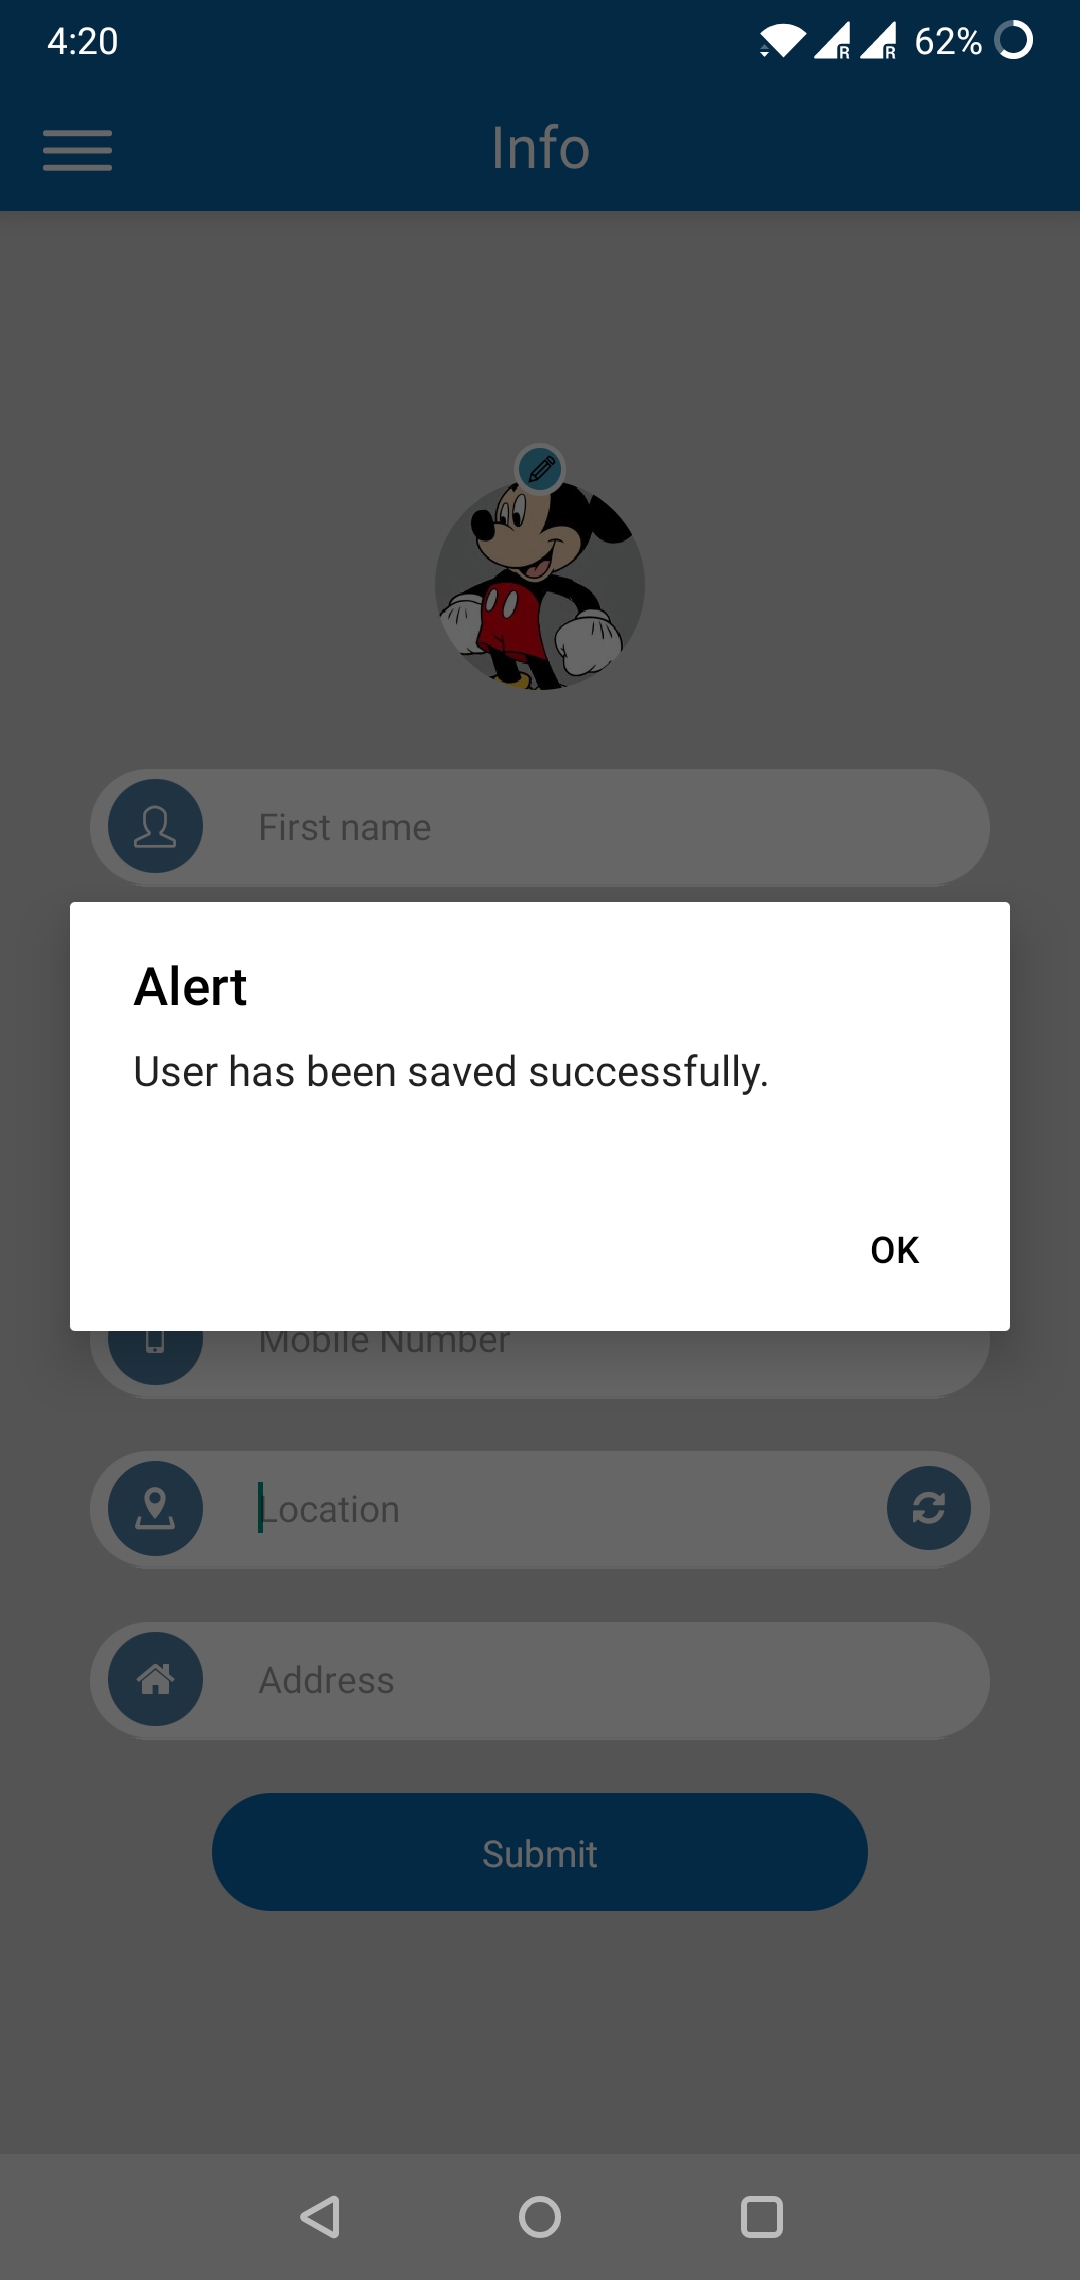 4:20
R
R
62%
Info
First name
Alert
User has been saved successfully.
OK
Mobile Number
Location
Address
Submit